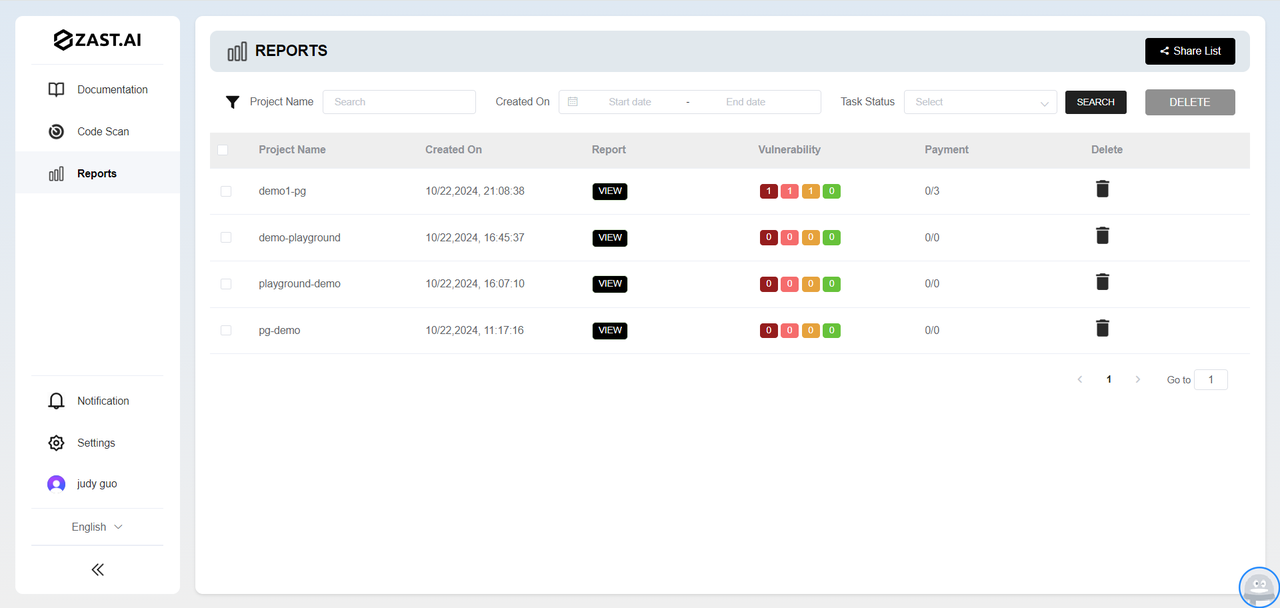 ZAST.AI
Documentation
Code Scan
Reports
Notification
Settings
judy guo
English
REPORTS
Share List
Project Name Search Created On Start date - End date Task Status Select SEARCH DELETE
Project Name Created On Report Vulnerability Payment Delete
demo1-pg 10/22,2024, 21:08:38 VIEW 1 1 1 0 0/3
demo-playground 10/22,2024, 16:45:37 VIEW 0 0 0 0 0/0
playground-demo 10/22,2024, 16:07:10 VIEW 0 0 0 0 0/0
pg-demo 10/22,2024, 11:17:16 VIEW 0 0 0 0 0/0
1 Go to 1